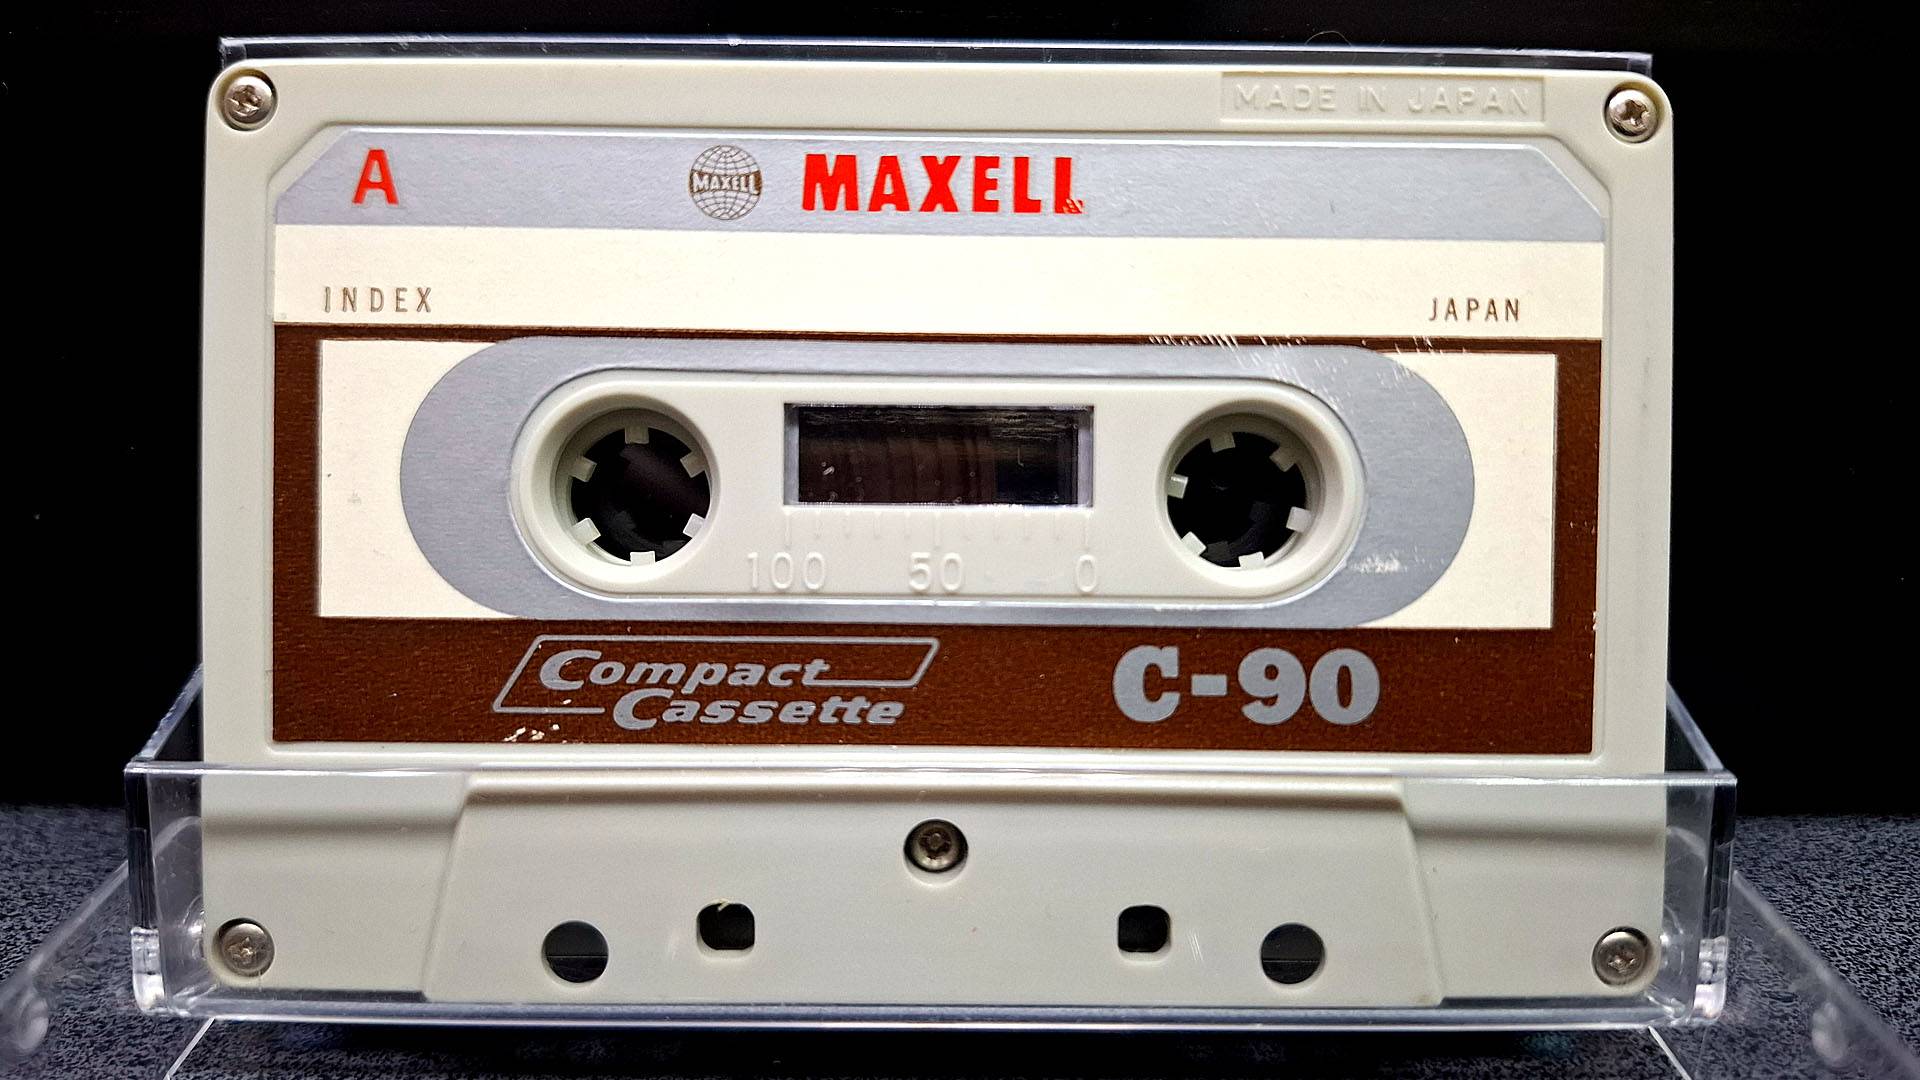 MADE IN JAPAN
A MAXELL MAXELL
INDEX JAPAN
100 50 0
Compact
Cassette
C-90